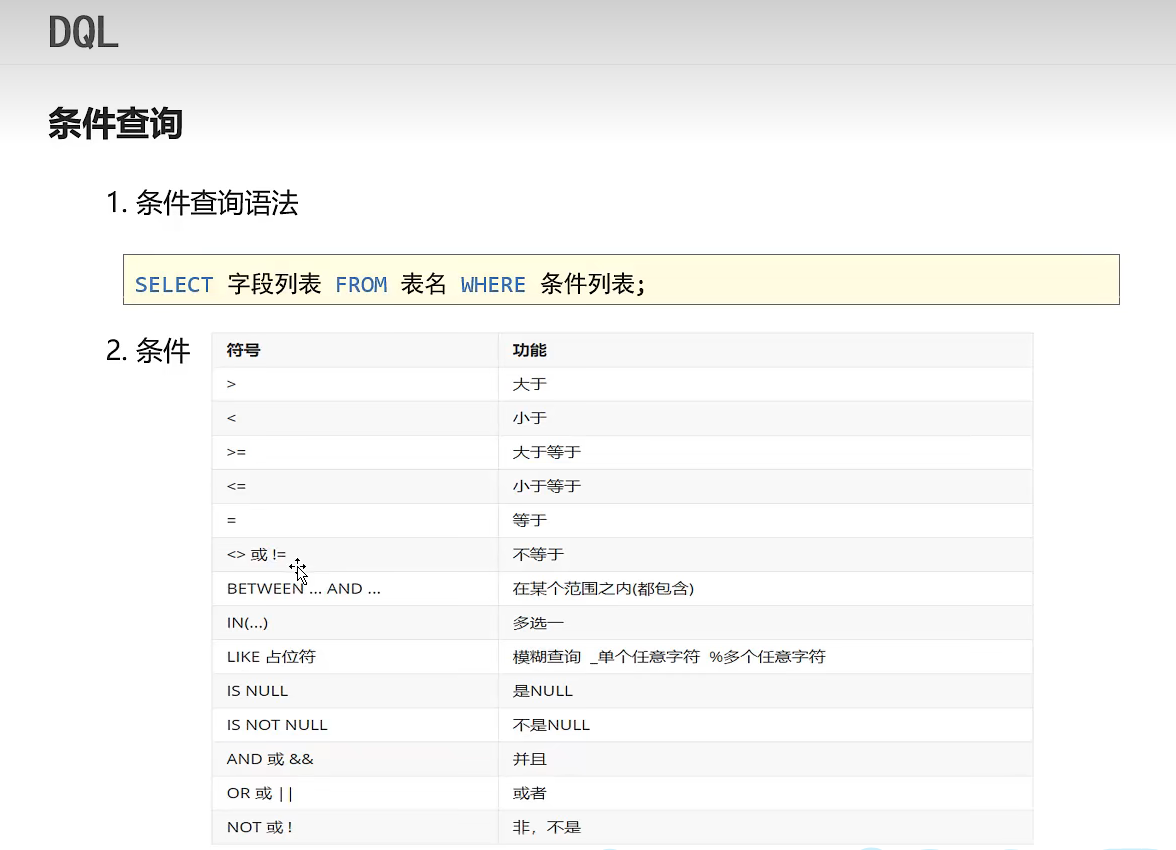 DQL
条件查询
1. 条件查询语法
SELECT 字段列表 FROM 表名 WHERE 条件列表;
2. 条件
符号 功能
> 大于
< 小于
>= 大于等于
<= 小于等于
= 等于
<> 或 != 不等于
BETWEEN ... AND ... 在某个范围之内(都包含)
IN(...) 多选一
LIKE 占位符 模糊查询 _单个任意字符 %多个任意字符
IS NULL 是NULL
IS NOT NULL 不是NULL
AND 或 && 并且
OR 或 || 或者
NOT 或 ! 非，不是